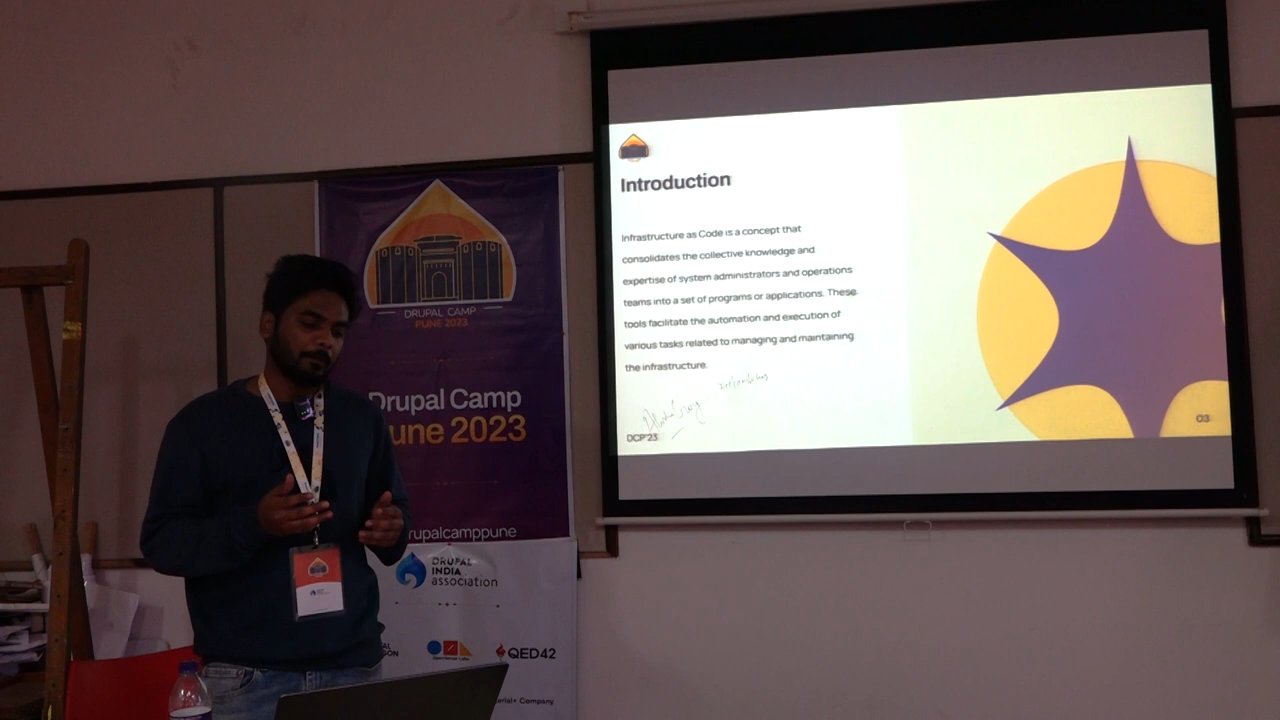 DRUPAL CAMP
PUNE 2023
Drupal Camp
une 2023
rupalcamppune
DRUPAL
INDIA
association
QED42
Company
Introduction
Infrastructure as Code is a concept that
consolidates the collective knowledge and
expertise of system administrators and operations
teams into a set of programs or applications. These
tools facilitate the automation and execution of
various tasks related to managing and maintaining
the infrastructure.
DCP'23
03